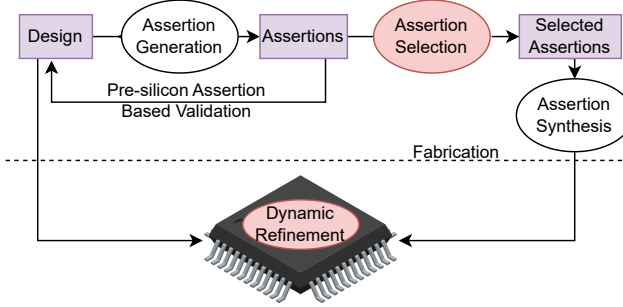 Design
Assertion
Generation
Assertions
Assertion
Selection
Selected
Assertions
Pre-silicon Assertion
Based Validation
Assertion
Synthesis
Fabrication
Dynamic
Refinement